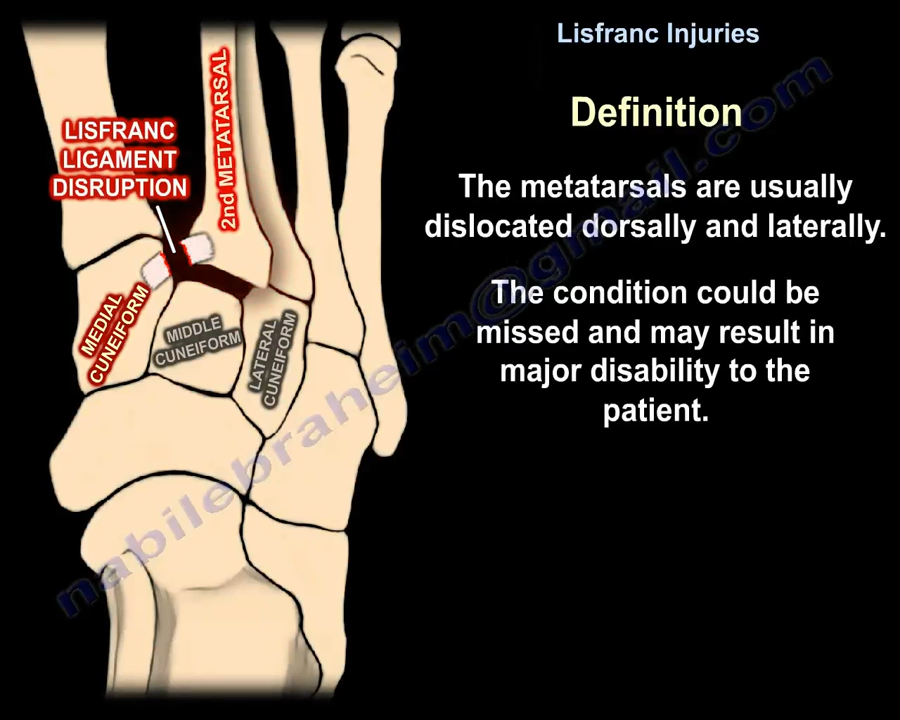 Lisfranc Injuries
Definition
The metatarsals are usually
dislocated dorsally and laterally.
The condition could be
missed and may result in
major disability to the
patient.
LISFRANC
LIGAMENT
DISRUPTION
2nd METATARSAL
MEDIAL
CUNEIFORM
MIDDLE
CUNEIFORM
LATERAL
CUNEIFORM
nabilebraheim@gmail.com